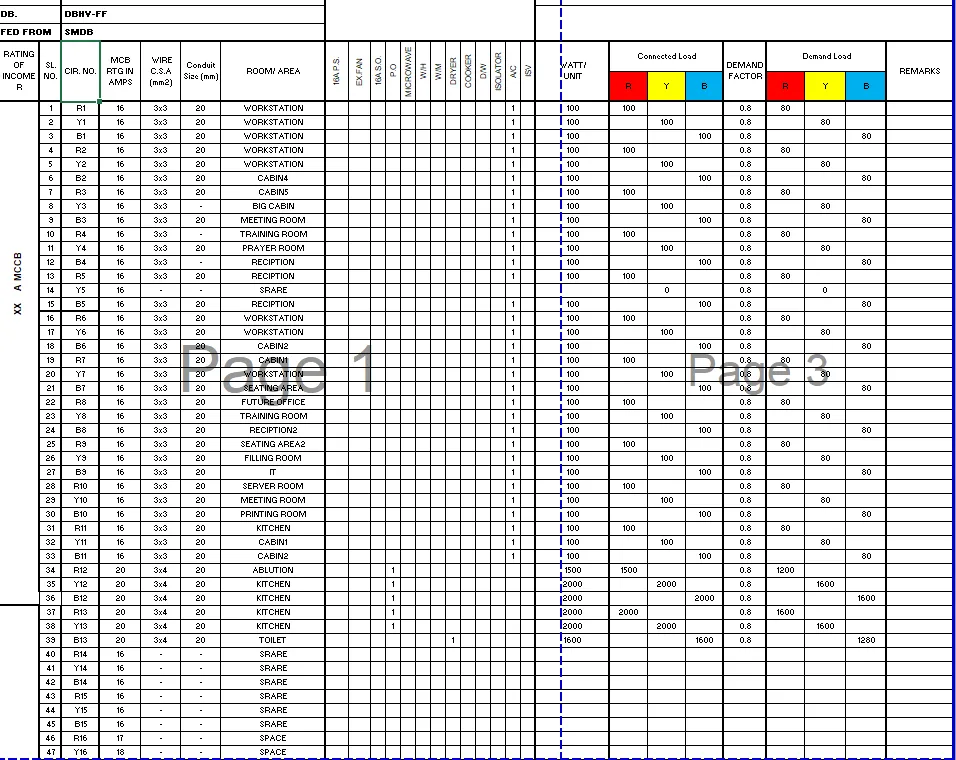 DB. DBHY-FF
FED FROM SMDB
RATING OF INCOME R SL. NO. CIR. NO. MCB RTG IN AMPS WIRE C.S.A (mm2) Conduit Size (mm) ROOM/ AREA 16A P.S. EX.FAN 16A S.O. P.O MICROWAVE W/H W/M DRYER COOKER D/W ISOLATOR A/C ISV WATT/ UNIT Connected Load R Y B DEMAND FACTOR Demand Load R Y B REMARKS
XX A MCCB
1 R1 16 3x3 20 WORKSTATION 1 100 100 0.8 80
2 Y1 16 3x3 20 WORKSTATION 1 100 100 0.8 80
3 B1 16 3x3 20 WORKSTATION 1 100 100 0.8 80
4 R2 16 3x3 20 WORKSTATION 1 100 100 0.8 80
5 Y2 16 3x3 20 WORKSTATION 1 100 100 0.8 80
6 B2 16 3x3 20 CABIN4 1 100 100 0.8 80
7 R3 16 3x3 20 CABIN5 1 100 100 0.8 80
8 Y3 16 3x3 - BIG CABIN 1 100 100 0.8 80
9 B3 16 3x3 20 MEETING ROOM 1 100 100 0.8 80
10 R4 16 3x3 - TRAINING ROOM 1 100 100 0.8 80
11 Y4 16 3x3 20 PRAYER ROOM 1 100 100 0.8 80
12 B4 16 3x3 - RECIPTION 1 100 100 0.8 80
13 R5 16 3x3 20 RECIPTION 1 100 100 0.8 80
14 Y5 16 - - SRARE 100 0 0.8 0
15 B5 16 3x3 20 RECIPTION 1 100 100 0.8 80
16 R6 16 3x3 20 WORKSTATION 1 100 100 0.8 80
17 Y6 16 3x3 20 WORKSTATION 1 100 100 0.8 80
18 B6 16 3x3 20 CABIN2 1 100 100 0.8 80
19 R7 16 3x3 20 CABIN1 1 100 100 0.8 80
Page 1 Page 3
20 Y7 16 3x3 20 WORKSTATION 1 100 100 0.8 80
21 B7 16 3x3 20 SEATING AREA 1 100 100 0.8 80
22 R8 16 3x3 20 FUTURE OFFICE 1 100 100 0.8 80
23 Y8 16 3x3 20 TRAINING ROOM 1 100 100 0.8 80
24 B8 16 3x3 20 RECIPTION2 1 100 100 0.8 80
25 R9 16 3x3 20 SEATING AREA2 1 100 100 0.8 80
26 Y9 16 3x3 20 FILLING ROOM 1 100 100 0.8 80
27 B9 16 3x3 20 IT 1 100 100 0.8 80
28 R10 16 3x3 20 SERVER ROOM 1 100 100 0.8 80
29 Y10 16 3x3 20 MEETING ROOM 1 100 100 0.8 80
30 B10 16 3x3 20 PRINTING ROOM 1 100 100 0.8 80
31 R11 16 3x3 20 KITCHEN 1 100 100 0.8 80
32 Y11 16 3x3 20 CABIN1 1 100 100 0.8 80
33 B11 16 3x3 20 CABIN2 1 100 100 0.8 80
34 R12 20 3x4 20 ABLUTION 1 1500 1500 0.8 1200
35 Y12 20 3x4 20 KITCHEN 1 2000 2000 0.8 1600
36 B12 20 3x4 20 KITCHEN 1 2000 2000 0.8 1600
37 R13 20 3x4 20 KITCHEN 1 2000 2000 0.8 1600
38 Y13 20 3x4 20 KITCHEN 1 2000 2000 0.8 1600
39 B13 20 3x4 20 TOILET 1 1600 1600 0.8 1280
40 R14 16 - - SRARE
41 Y14 16 - - SRARE
42 B14 16 - - SRARE
43 R15 16 - - SRARE
44 Y15 16 - - SRARE
45 B15 16 - - SRARE
46 R16 17 - - SPACE
47 Y16 18 - - SPACE